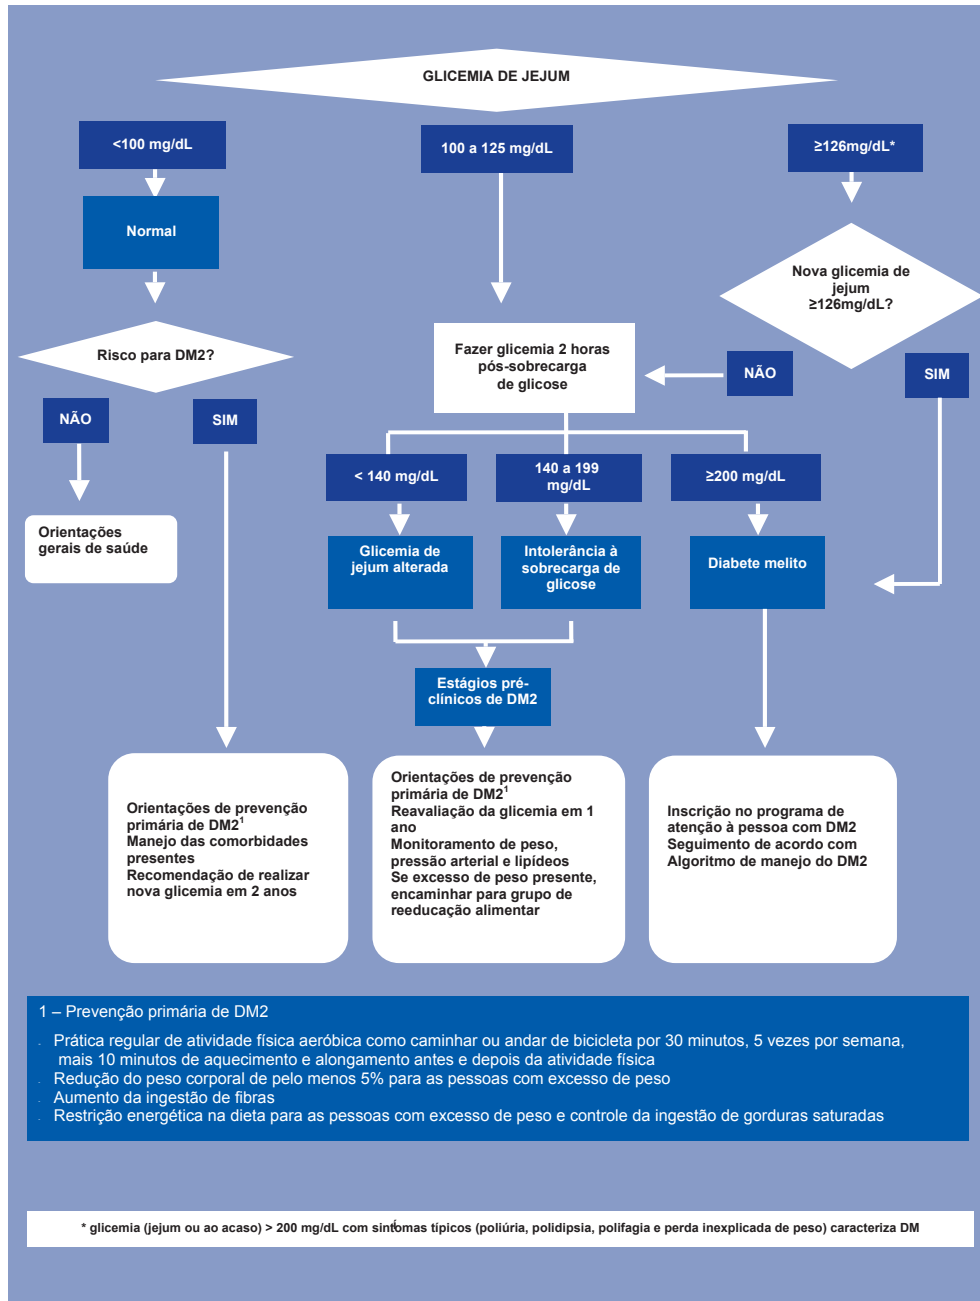 GLICEMIA DE JEJUM
<100 mg/dL
100 a 125 mg/dL
≥126mg/dL*
Normal
Nova glicemia de
jejum
≥126mg/dL?
Risco para DM2?
Fazer glicemia 2 horas
pós-sobrecarga
de glicose
NÃO
SIM
NÃO
SIM
< 140 mg/dL
140 a 199
mg/dL
≥200 mg/dL
Orientações
gerais de saúde
Glicemia de
jejum alterada
Intolerância à
sobrecarga de
glicose
Diabete melito
Estágios pré-
clínicos de DM2
Orientações de prevenção
primária de DM2¹
Manejo das comorbidades
presentes
Recomendação de realizar
nova glicemia em 2 anos
Orientações de prevenção
primária de DM2¹
Reavaliação da glicemia em 1
ano
Monitoramento de peso,
pressão arterial e lipídeos
Se excesso de peso presente,
encaminhar para grupo de
reeducação alimentar
Inscrição no programa de
atenção à pessoa com DM2
Seguimento de acordo com
Algoritmo de manejo do DM2
1 – Prevenção primária de DM2
- Prática regular de atividade física aeróbica como caminhar ou andar de bicicleta por 30 minutos, 5 vezes por semana,
mais 10 minutos de aquecimento e alongamento antes e depois da atividade física
- Redução do peso corporal de pelo menos 5% para as pessoas com excesso de peso
- Aumento da ingestão de fibras
- Restrição energética na dieta para as pessoas com excesso de peso e controle da ingestão de gorduras saturadas
* glicemia (jejum ou ao acaso) > 200 mg/dL com sintomas típicos (poliúria, polidipsia, polifagia e perda inexplicada de peso) caracteriza DM